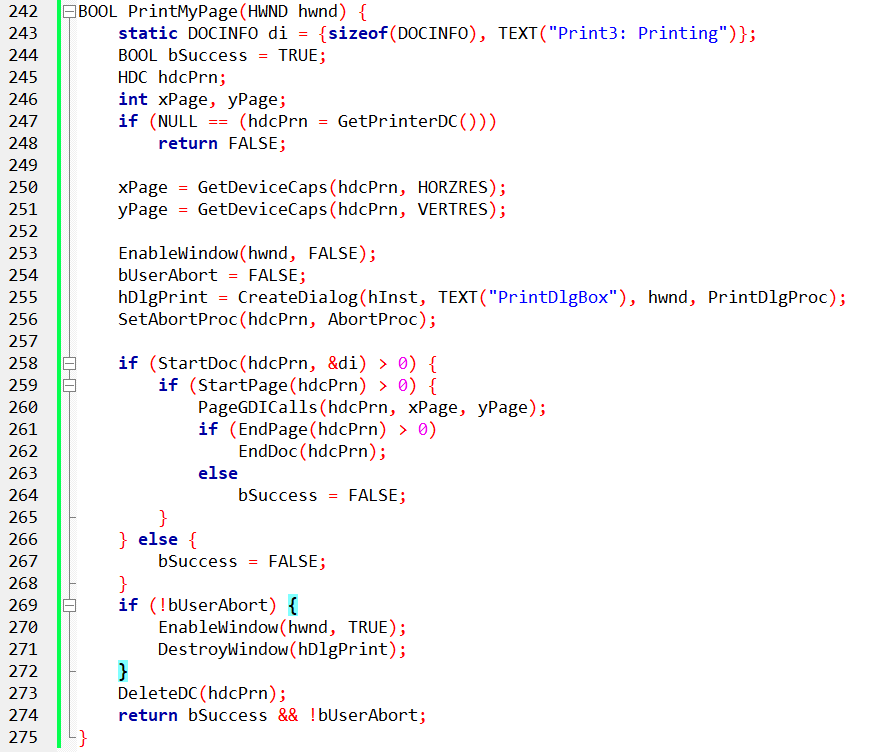 242 BOOL PrintMyPage(HWND hwnd) {
243     static DOCINFO di = {sizeof(DOCINFO), TEXT("Print3: Printing")};
244     BOOL bSuccess = TRUE;
245     HDC hdcPrn;
246     int xPage, yPage;
247     if (NULL == (hdcPrn = GetPrinterDC()))
248         return FALSE;
249
250     xPage = GetDeviceCaps(hdcPrn, HORZRES);
251     yPage = GetDeviceCaps(hdcPrn, VERTRES);
252
253     EnableWindow(hwnd, FALSE);
254     bUserAbort = FALSE;
255     hDlgPrint = CreateDialog(hInst, TEXT("PrintDlgBox"), hwnd, PrintDlgProc);
256     SetAbortProc(hdcPrn, AbortProc);
257
258     if (StartDoc(hdcPrn, &di) > 0) {
259         if (StartPage(hdcPrn) > 0) {
260             PageGDICalls(hdcPrn, xPage, yPage);
261             if (EndPage(hdcPrn) > 0)
262                 EndDoc(hdcPrn);
263             else
264                 bSuccess = FALSE;
265         }
266     } else {
267         bSuccess = FALSE;
268     }
269     if (!bUserAbort) {
270         EnableWindow(hwnd, TRUE);
271         DestroyWindow(hDlgPrint);
272     }
273     DeleteDC(hdcPrn);
274     return bSuccess && !bUserAbort;
275 }